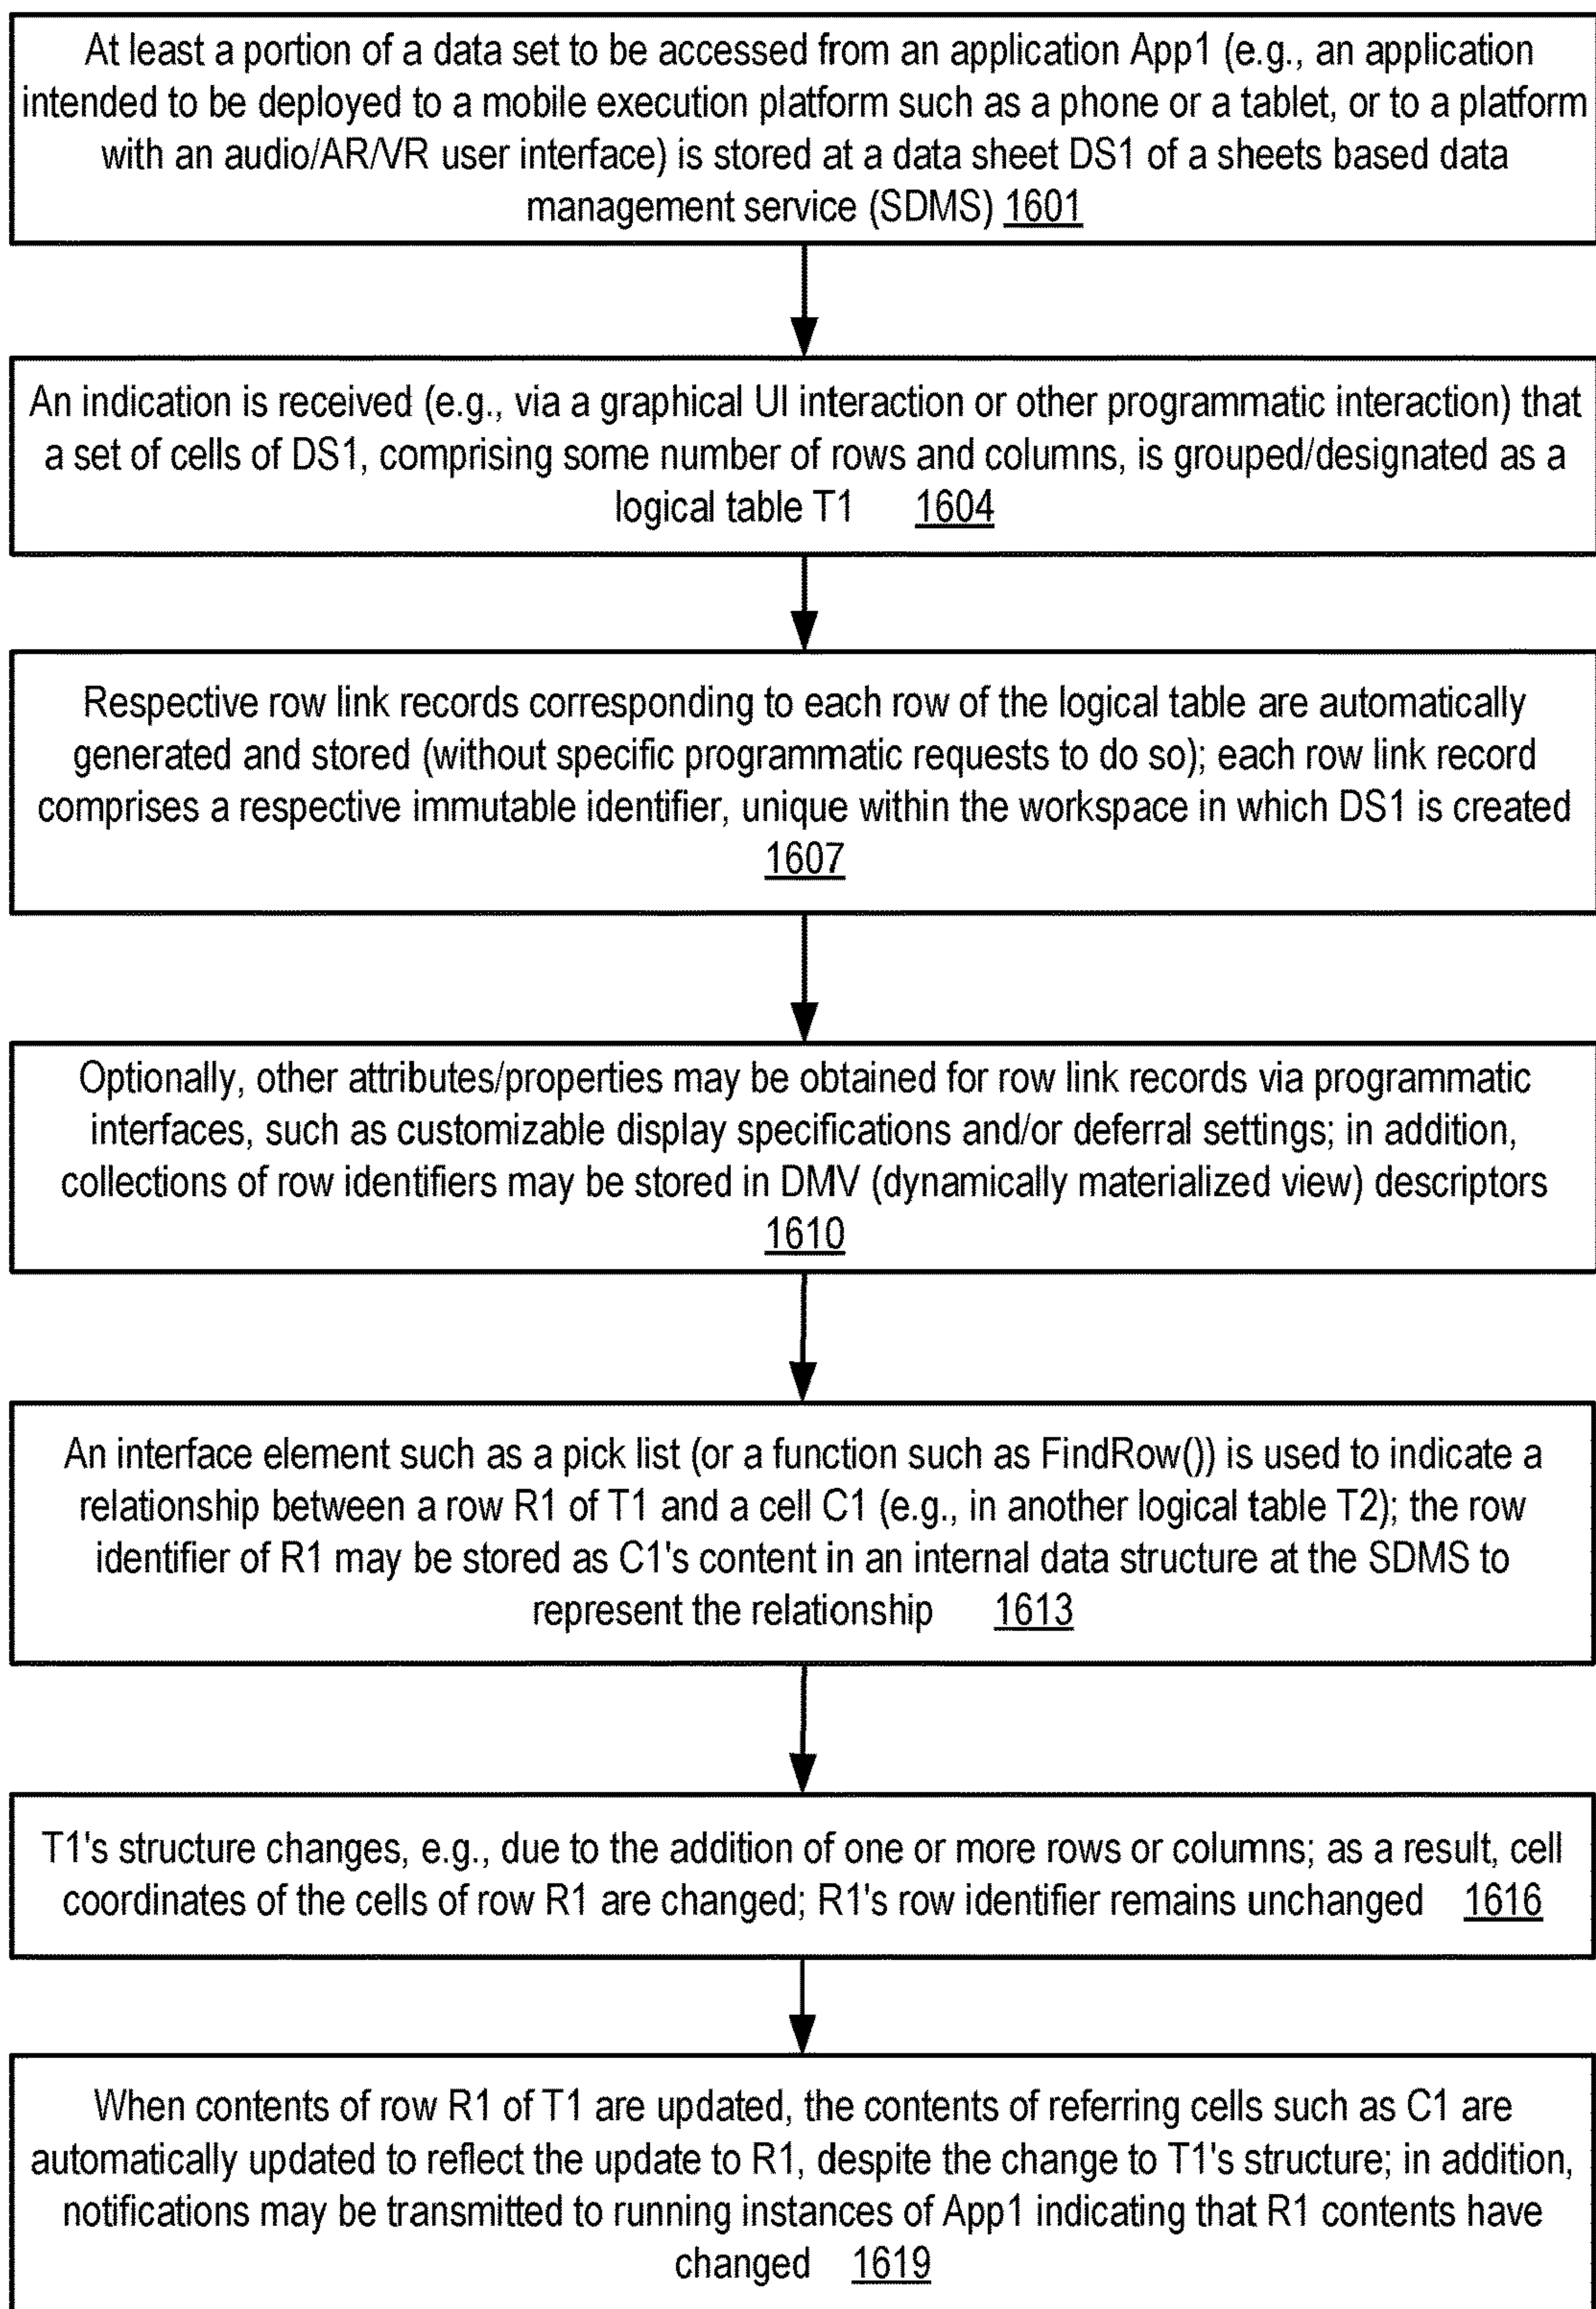 At least a portion of a data set to be accessed from an application App1 (e.g., an application
intended to be deployed to a mobile execution platform such as a phone or a tablet, or to a platform
with an audio/AR/VR user interface) is stored at a data sheet DS1 of a sheets based data
management service (SDMS) 1601
An indication is received (e.g., via a graphical UI interaction or other programmatic interaction) that
a set of cells of DS1, comprising some number of rows and columns, is grouped/designated as a
logical table T1 1604
Respective row link records corresponding to each row of the logical table are automatically
generated and stored (without specific programmatic requests to do so); each row link record
comprises a respective immutable identifier, unique within the workspace in which DS1 is created
1607
Optionally, other attributes/properties may be obtained for row link records via programmatic
interfaces, such as customizable display specifications and/or deferral settings; in addition,
collections of row identifiers may be stored in DMV (dynamically materialized view) descriptors
1610
An interface element such as a pick list (or a function such as FindRow()) is used to indicate a
relationship between a row R1 of T1 and a cell C1 (e.g., in another logical table T2); the row
identifier of R1 may be stored as C1's content in an internal data structure at the SDMS to
represent the relationship 1613
T1's structure changes, e.g., due to the addition of one or more rows or columns; as a result, cell
coordinates of the cells of row R1 are changed; R1's row identifier remains unchanged 1616
When contents of row R1 of T1 are updated, the contents of referring cells such as C1 are
automatically updated to reflect the update to R1, despite the change to T1's structure; in addition,
notifications may be transmitted to running instances of App1 indicating that R1 contents have
changed 1619